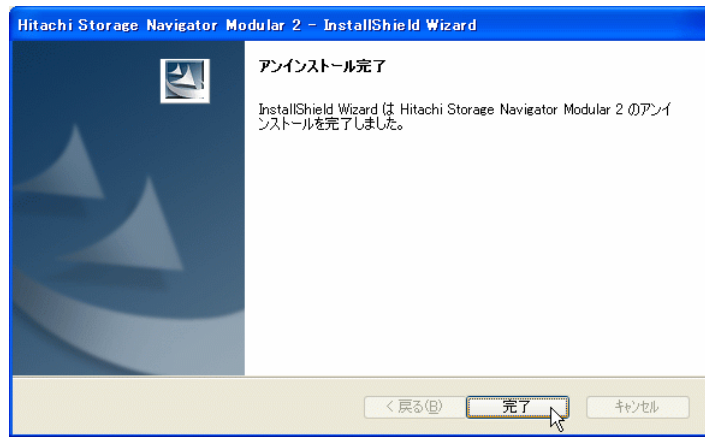 Hitachi Storage Navigator Modular 2 - InstallShield Wizard
アンインストール完了
InstallShield Wizard は Hitachi Storage Navigator Modular 2 のアンイ
ンストールを完了しました。
< 戻る(B) 完了 キャンセル